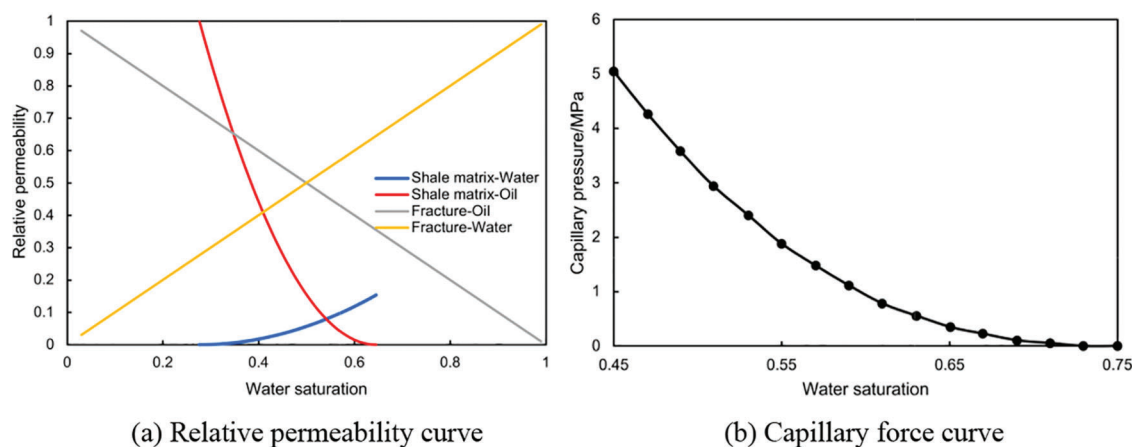 1
0.9
0.8
0.7
0.6
0.5
0.4
0.3
0.2
0.1
0
Relative permeability
0 0.2 0.4 0.6 0.8 1
Water saturation
Shale matrix-Water
Shale matrix-Oil
Fracture-Oil
Fracture-Water
(a) Relative permeability curve
6
5
4
3
2
1
0
Capillary pressure/MPa
0.45 0.55 0.65 0.75
Water saturation
(b) Capillary force curve